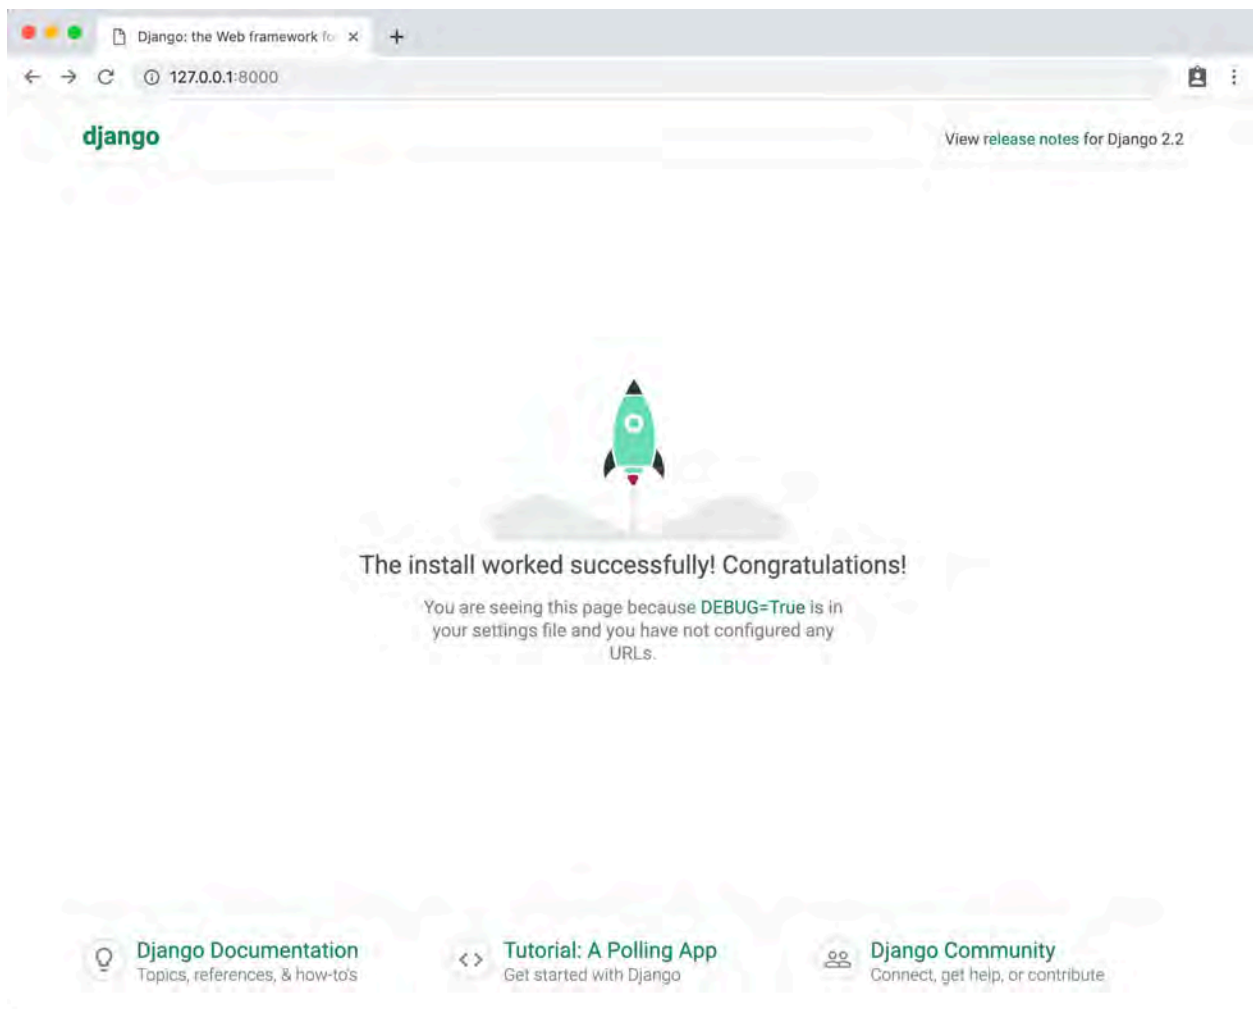 Django: the Web framework fo
127.0.0.1:8000
django
View release notes for Django 2.2
The install worked successfully! Congratulations!
You are seeing this page because DEBUG=True is in
your settings file and you have not configured any
URLs.
Django Documentation
Topics, references, & how-to's
Tutorial: A Polling App
Get started with Django
Django Community
Connect, get help, or contribute